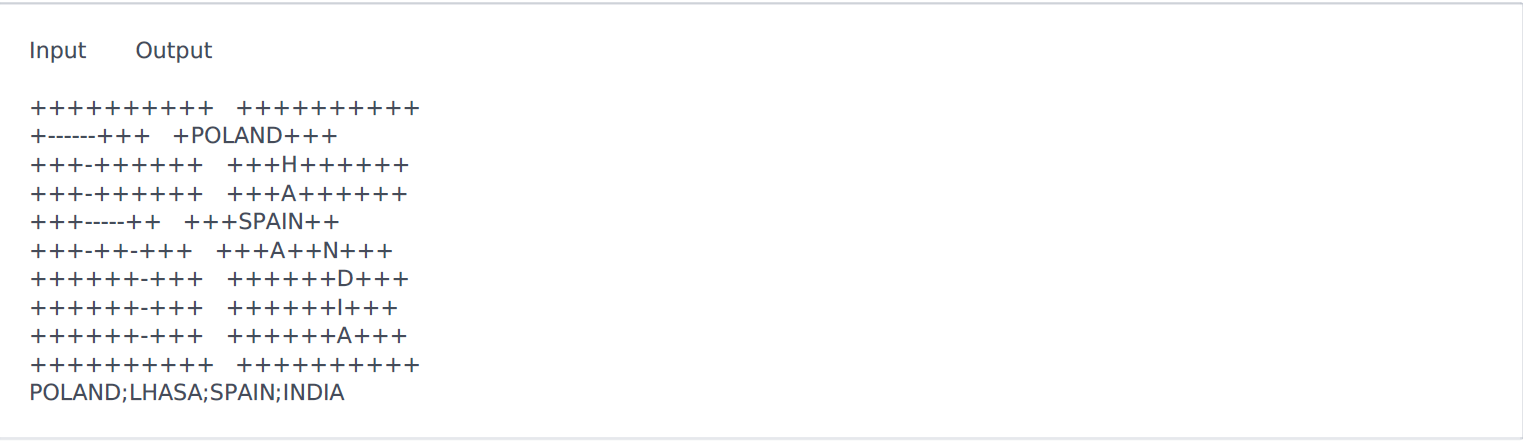 Input Output
++++++++++ ++++++++++
+------+++ +POLAND+++
+++-++++++ +++H++++++
+++-++++++ +++A++++++
+++-----++ +++SPAIN++
+++-++-+++ +++A++N+++
++++++-+++ ++++++D+++
++++++-+++ ++++++I+++
++++++-+++ ++++++A+++
++++++++++ ++++++++++
POLAND;LHASA;SPAIN;INDIA